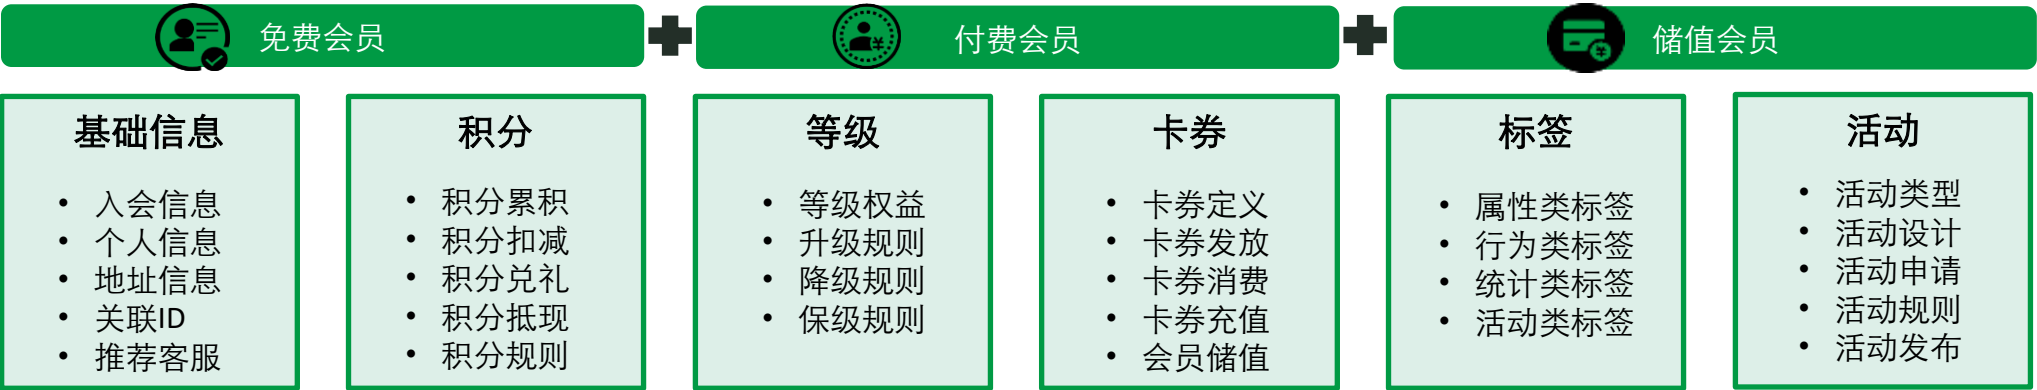 免费会员
付费会员
储值会员
基础信息
• 入会信息
• 个人信息
• 地址信息
• 关联ID
• 推荐客服
积分
• 积分累积
• 积分扣减
• 积分兑礼
• 积分抵现
• 积分规则
等级
• 等级权益
• 升级规则
• 降级规则
• 保级规则
卡券
• 卡券定义
• 卡券发放
• 卡券消费
• 卡券充值
• 会员储值
标签
• 属性类标签
• 行为类标签
• 统计类标签
• 活动类标签
活动
• 活动类型
• 活动设计
• 活动申请
• 活动规则
• 活动发布